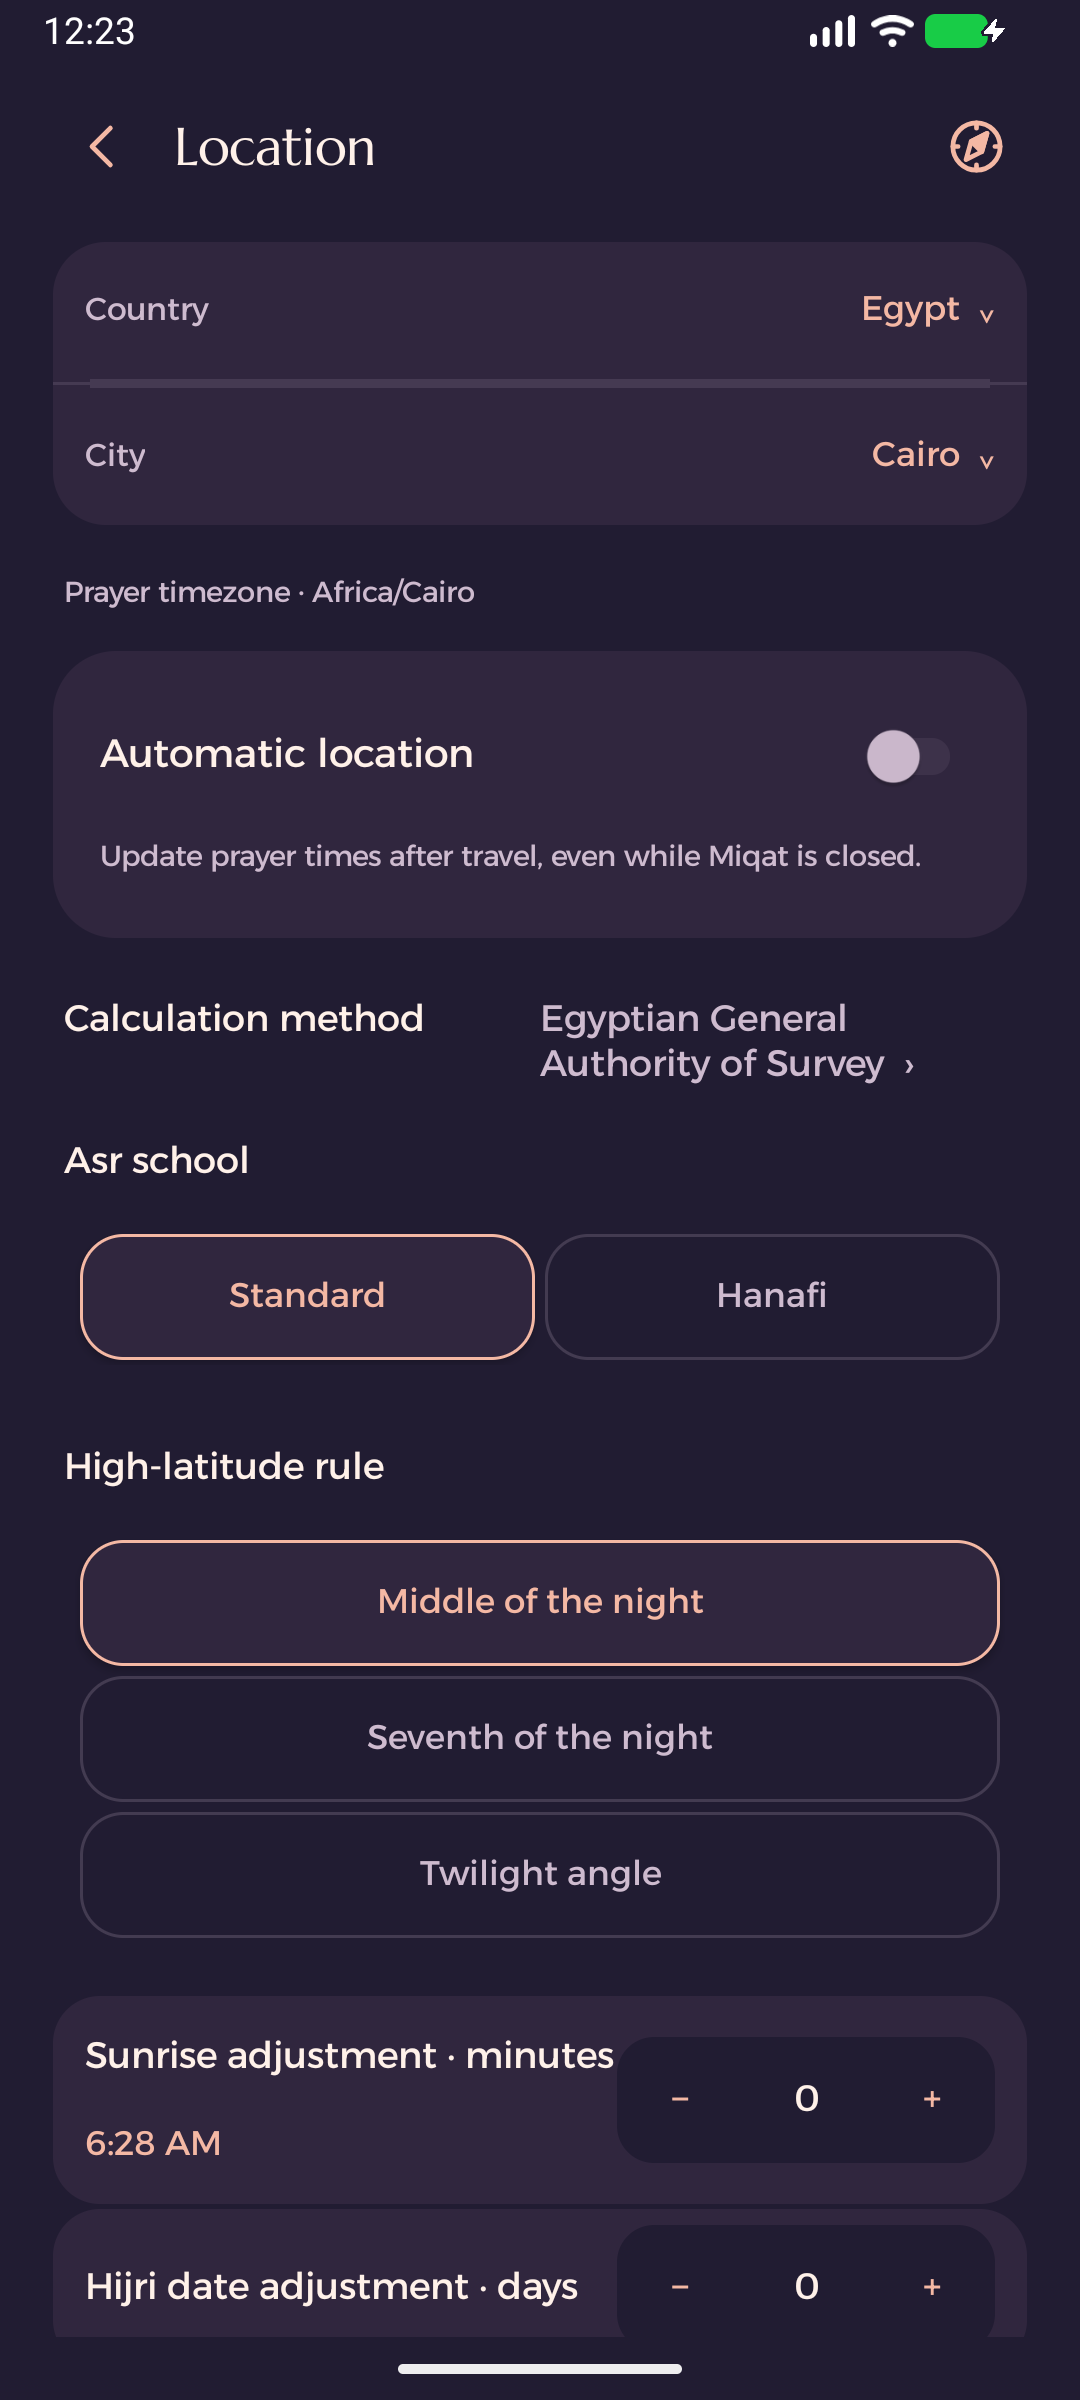 12:23
Location
Country
Egypt
City
Cairo
Prayer timezone · Africa/Cairo
Automatic location
Update prayer times after travel, even while Miqat is closed.
Calculation method
Egyptian General
Authority of Survey ›
Asr school
Standard
Hanafi
High-latitude rule
Middle of the night
Seventh of the night
Twilight angle
Sunrise adjustment · minutes
− 0 +
6:28 AM
Hijri date adjustment · days
− 0 +